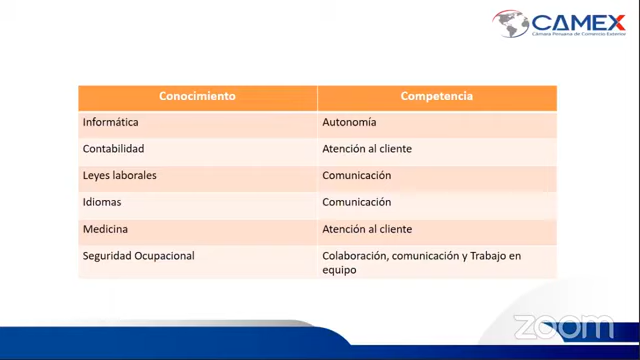 CAMEX
Cámara Peruana de Comercio Exterior
Conocimiento Competencia
Informática Autonomía
Contabilidad Atención al cliente
Leyes laborales Comunicación
Idiomas Comunicación
Medicina Atención al cliente
Seguridad Ocupacional Colaboración, comunicación y Trabajo en
equipo
zoom